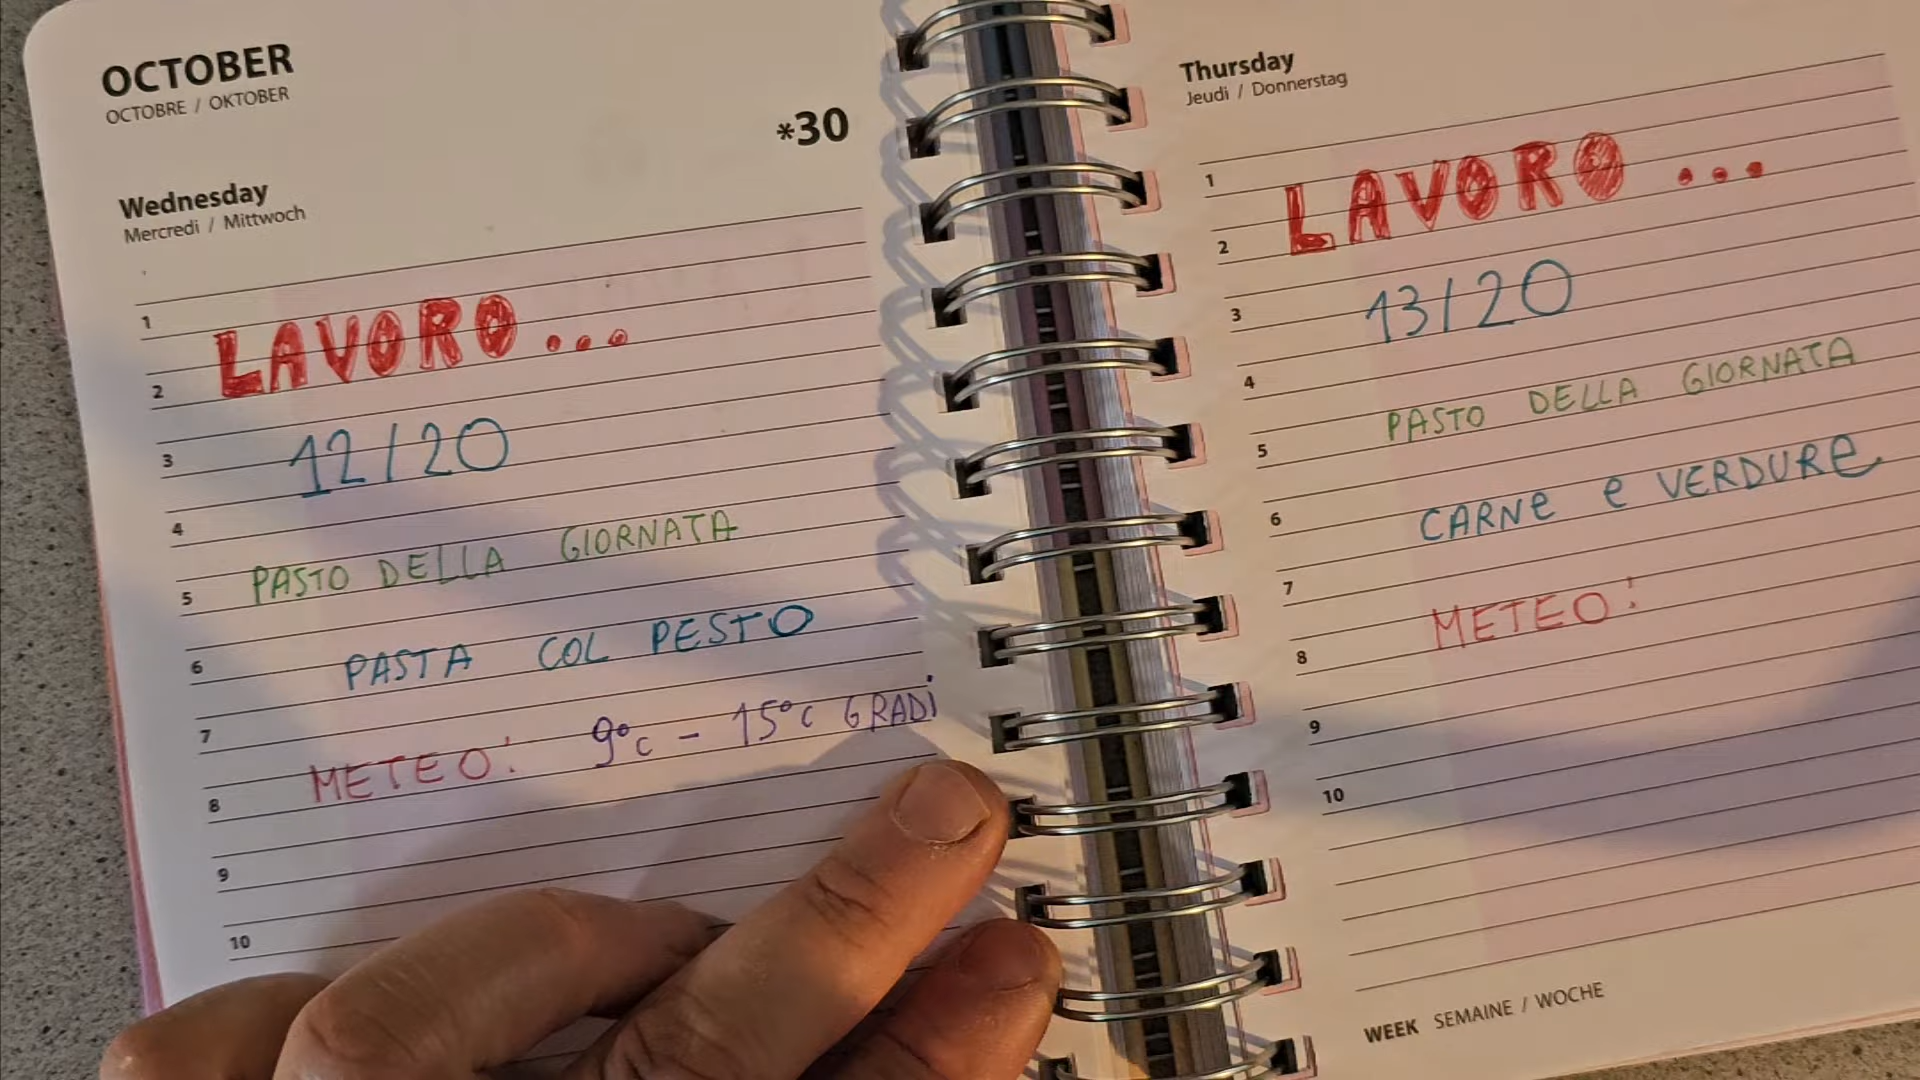 OCTOBER
OCTOBRE / OKTOBER
*30
Wednesday
Mercredi / Mittwoch
1
LAVORO...
2
3
12/20
4
5
PASTO DELLA GIORNATA
6
PASTA COL PESTO
7
8
METEO: 9°C - 15°C GRADi
9
10
Thursday
Jeudi / Donnerstag
1
LAVORO...
2
3
13/20
4
PASTO DELLA GIORNATA
5
6
CARNe e VERDURe
7
METEO:
8
9
10
WEEK SEMAINE / WOCHE